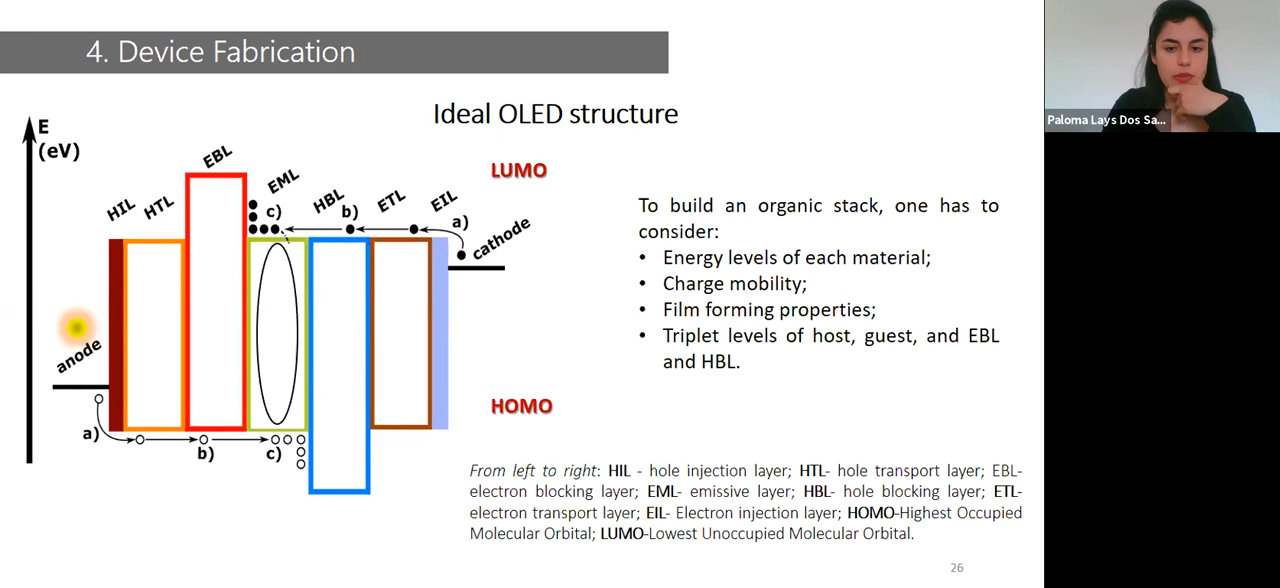 4. Device Fabrication
Paloma Lays Dos Sa...
Ideal OLED structure
E
(eV)
HIL
HTL
EBL
EML
HBL
ETL
EIL
c)
b)
a)
cathode
anode
a)
b)
c)
LUMO
HOMO
To build an organic stack, one has to
consider:
• Energy levels of each material;
• Charge mobility;
• Film forming properties;
• Triplet levels of host, guest, and EBL
and HBL.
From left to right: HIL - hole injection layer; HTL- hole transport layer; EBL-
electron blocking layer; EML- emissive layer; HBL- hole blocking layer; ETL-
electron transport layer; EIL- Electron injection layer; HOMO-Highest Occupied
Molecular Orbital; LUMO-Lowest Unoccupied Molecular Orbital.
26